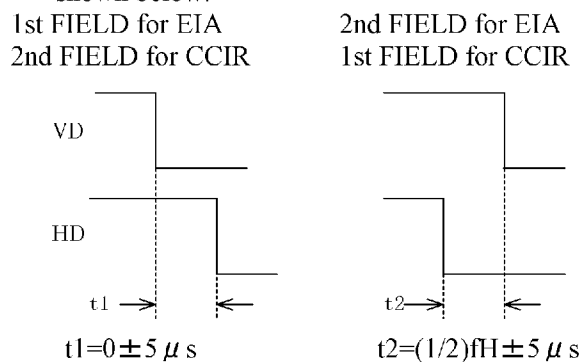 1st FIELD for EIA
2nd FIELD for CCIR
2nd FIELD for EIA
1st FIELD for CCIR
VD
HD
t1
t2
t1=0±5μs
t2=(1/2)fH±5μs